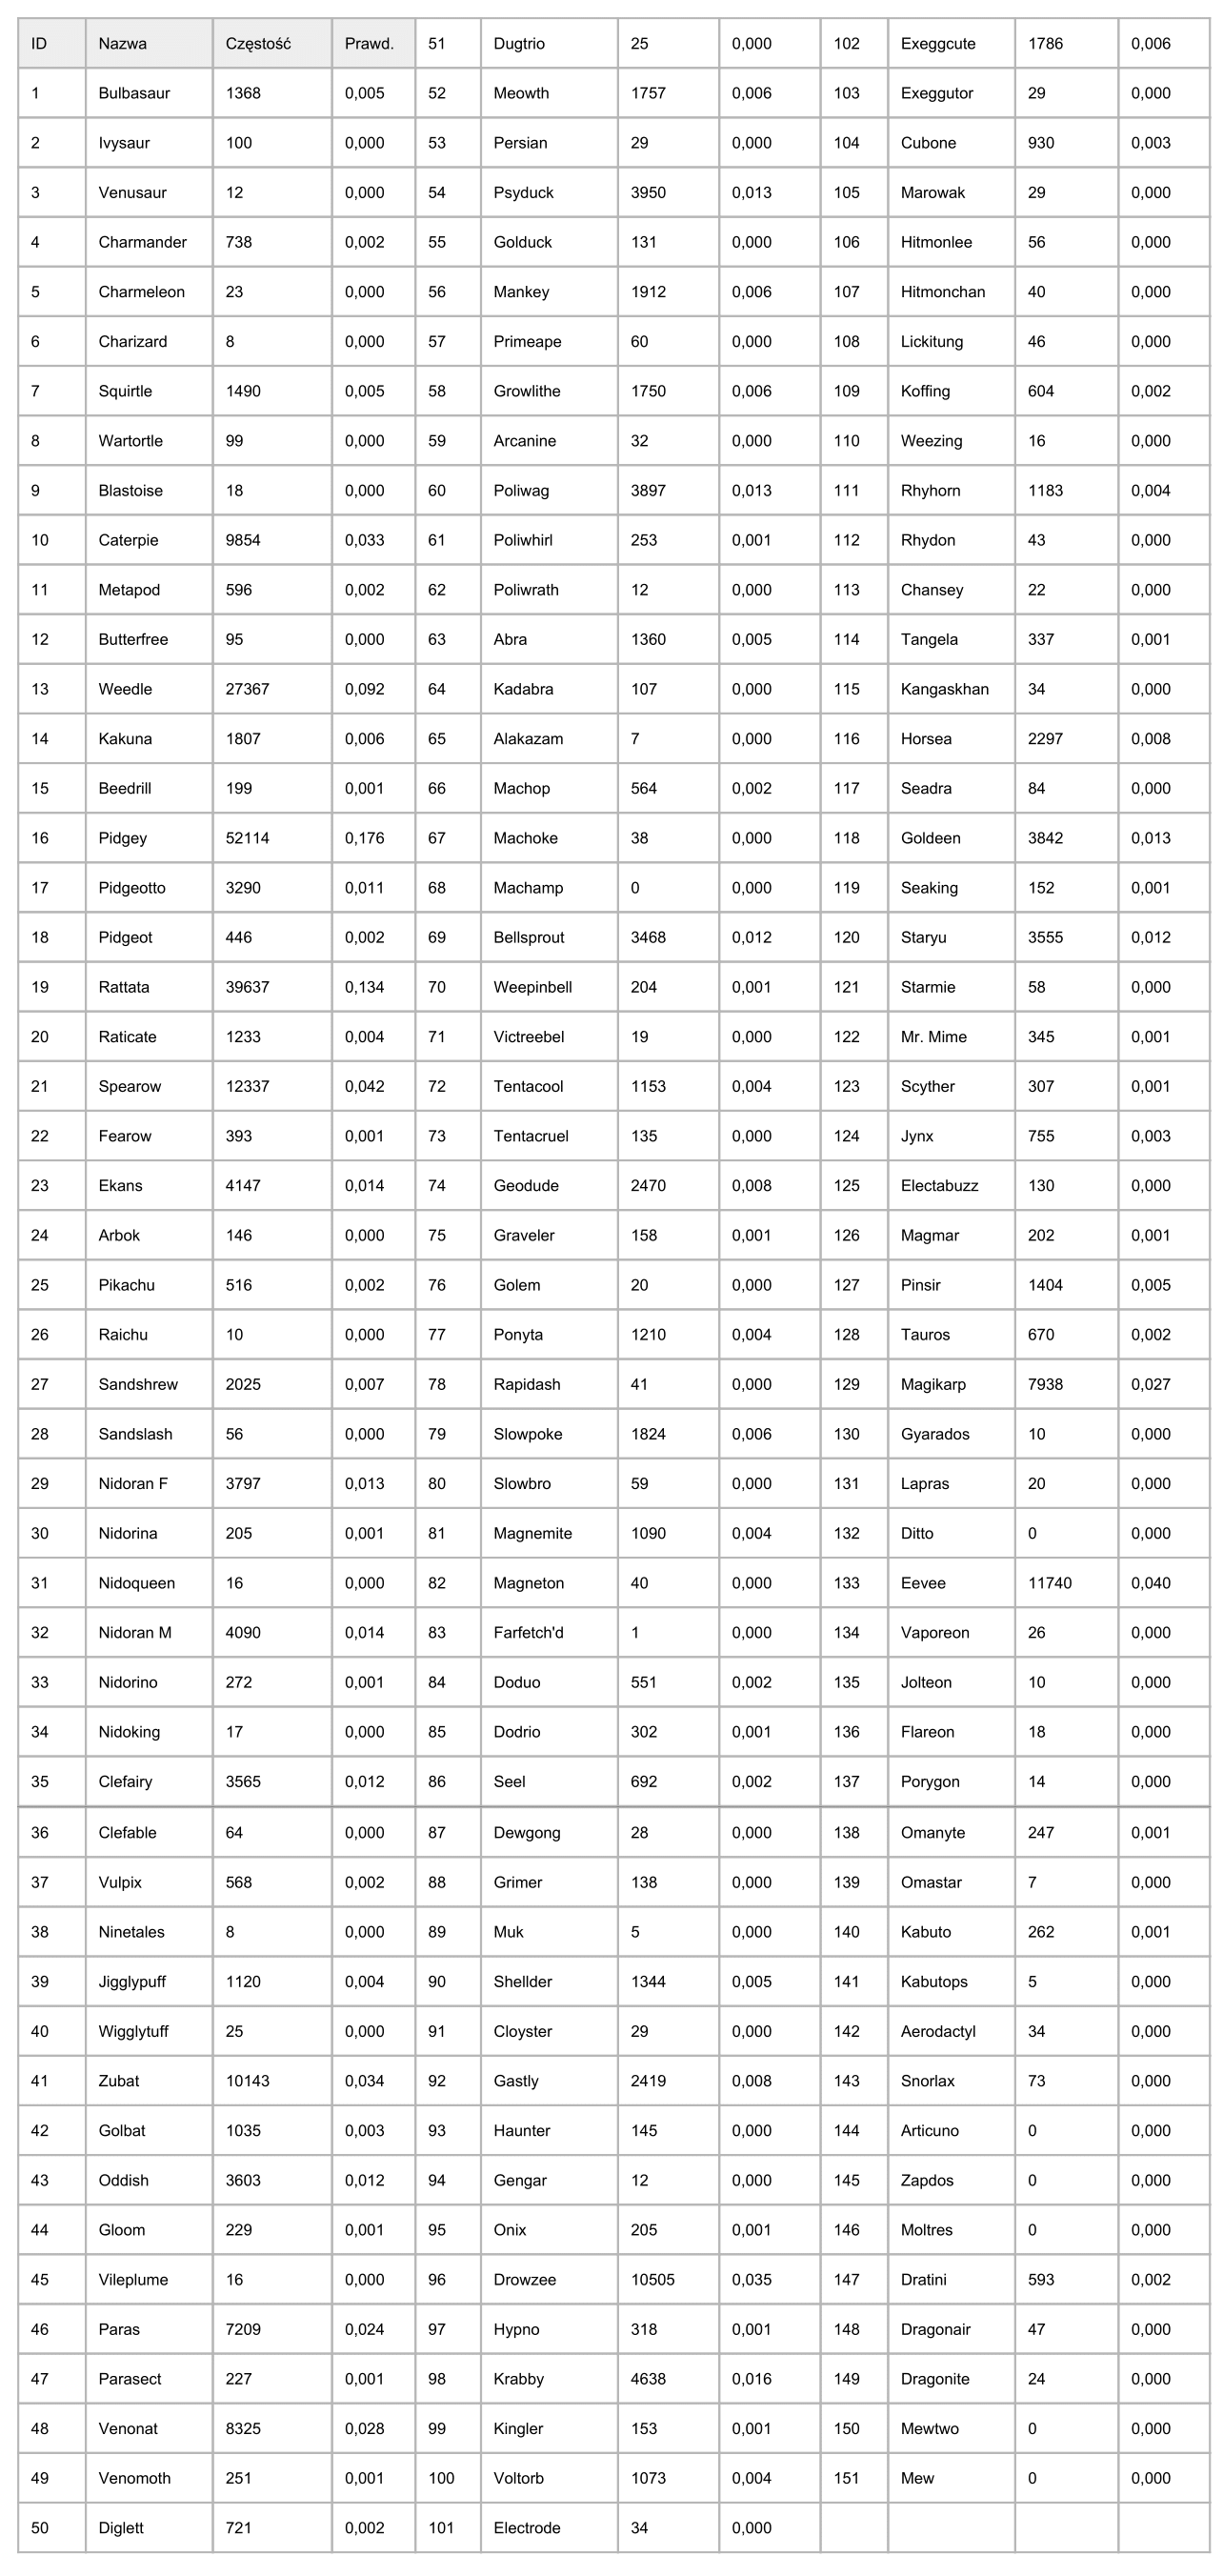 ID Nazwa Częstość Prawd. 51 Dugtrio 25 0,000 102 Exeggcute 1786 0,006
1 Bulbasaur 1368 0,005 52 Meowth 1757 0,006 103 Exeggutor 29 0,000
2 Ivysaur 100 0,000 53 Persian 29 0,000 104 Cubone 930 0,003
3 Venusaur 12 0,000 54 Psyduck 3950 0,013 105 Marowak 29 0,000
4 Charmander 738 0,002 55 Golduck 131 0,000 106 Hitmonlee 56 0,000
5 Charmeleon 23 0,000 56 Mankey 1912 0,006 107 Hitmonchan 40 0,000
6 Charizard 8 0,000 57 Primeape 60 0,000 108 Lickitung 46 0,000
7 Squirtle 1490 0,005 58 Growlithe 1750 0,006 109 Koffing 604 0,002
8 Wartortle 99 0,000 59 Arcanine 32 0,000 110 Weezing 16 0,000
9 Blastoise 18 0,000 60 Poliwag 3897 0,013 111 Rhyhorn 1183 0,004
10 Caterpie 9854 0,033 61 Poliwhirl 253 0,001 112 Rhydon 43 0,000
11 Metapod 596 0,002 62 Poliwrath 12 0,000 113 Chansey 22 0,000
12 Butterfree 95 0,000 63 Abra 1360 0,005 114 Tangela 337 0,001
13 Weedle 27367 0,092 64 Kadabra 107 0,000 115 Kangaskhan 34 0,000
14 Kakuna 1807 0,006 65 Alakazam 7 0,000 116 Horsea 2297 0,008
15 Beedrill 199 0,001 66 Machop 564 0,002 117 Seadra 84 0,000
16 Pidgey 52114 0,176 67 Machoke 38 0,000 118 Goldeen 3842 0,013
17 Pidgeotto 3290 0,011 68 Machamp 0 0,000 119 Seaking 152 0,001
18 Pidgeot 446 0,002 69 Bellsprout 3468 0,012 120 Staryu 3555 0,012
19 Rattata 39637 0,134 70 Weepinbell 204 0,001 121 Starmie 58 0,000
20 Raticate 1233 0,004 71 Victreebel 19 0,000 122 Mr. Mime 345 0,001
21 Spearow 12337 0,042 72 Tentacool 1153 0,004 123 Scyther 307 0,001
22 Fearow 393 0,001 73 Tentacruel 135 0,000 124 Jynx 755 0,003
23 Ekans 4147 0,014 74 Geodude 2470 0,008 125 Electabuzz 130 0,000
24 Arbok 146 0,000 75 Graveler 158 0,001 126 Magmar 202 0,001
25 Pikachu 516 0,002 76 Golem 20 0,000 127 Pinsir 1404 0,005
26 Raichu 10 0,000 77 Ponyta 1210 0,004 128 Tauros 670 0,002
27 Sandshrew 2025 0,007 78 Rapidash 41 0,000 129 Magikarp 7938 0,027
28 Sandslash 56 0,000 79 Slowpoke 1824 0,006 130 Gyarados 10 0,000
29 Nidoran F 3797 0,013 80 Slowbro 59 0,000 131 Lapras 20 0,000
30 Nidorina 205 0,001 81 Magnemite 1090 0,004 132 Ditto 0 0,000
31 Nidoqueen 16 0,000 82 Magneton 40 0,000 133 Eevee 11740 0,040
32 Nidoran M 4090 0,014 83 Farfetch'd 1 0,000 134 Vaporeon 26 0,000
33 Nidorino 272 0,001 84 Doduo 551 0,002 135 Jolteon 10 0,000
34 Nidoking 17 0,000 85 Dodrio 302 0,001 136 Flareon 18 0,000
35 Clefairy 3565 0,012 86 Seel 692 0,002 137 Porygon 14 0,000
36 Clefable 64 0,000 87 Dewgong 28 0,000 138 Omanyte 247 0,001
37 Vulpix 568 0,002 88 Grimer 138 0,000 139 Omastar 7 0,000
38 Ninetales 8 0,000 89 Muk 5 0,000 140 Kabuto 262 0,001
39 Jigglypuff 1120 0,004 90 Shellder 1344 0,005 141 Kabutops 5 0,000
40 Wigglytuff 25 0,000 91 Cloyster 29 0,000 142 Aerodactyl 34 0,000
41 Zubat 10143 0,034 92 Gastly 2419 0,008 143 Snorlax 73 0,000
42 Golbat 1035 0,003 93 Haunter 145 0,000 144 Articuno 0 0,000
43 Oddish 3603 0,012 94 Gengar 12 0,000 145 Zapdos 0 0,000
44 Gloom 229 0,001 95 Onix 205 0,001 146 Moltres 0 0,000
45 Vileplume 16 0,000 96 Drowzee 10505 0,035 147 Dratini 593 0,002
46 Paras 7209 0,024 97 Hypno 318 0,001 148 Dragonair 47 0,000
47 Parasect 227 0,001 98 Krabby 4638 0,016 149 Dragonite 24 0,000
48 Venonat 8325 0,028 99 Kingler 153 0,001 150 Mewtwo 0 0,000
49 Venomoth 251 0,001 100 Voltorb 1073 0,004 151 Mew 0 0,000
50 Diglett 721 0,002 101 Electrode 34 0,000